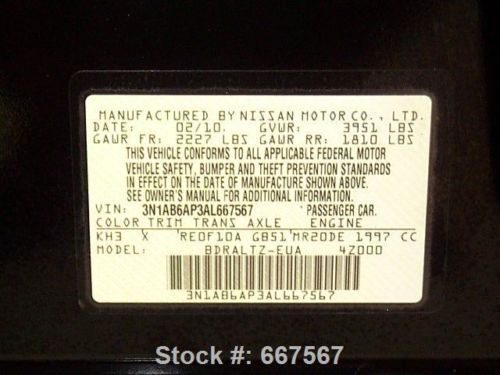 MANUFACTURED BY NISSAN MOTOR CO., LTD.
DATE: 02/10. GVWR: 3951 LBS
GAWR FR: 2227 LBS GAWR RR: 1810 LBS
THIS VEHICLE CONFORMS TO ALL APPLICABLE FEDERAL MOTOR
VEHICLE SAFETY, BUMPER AND THEFT PREVENTION STANDARDS
IN EFFECT ON THE DATE OF MANUFACTURE SHOWN ABOVE.
SEE OWNER'S MANUAL FOR ADDITIONAL INFORMATION.
VIN: 3N1AB6AP3AL667567 PASSENGER CAR.
COLOR TRIM TRANS AXLE ENGINE
KH3 X RE0F10A GB51 MR20DE 1997 CC
MODEL: BDRALTZ-EUA 4Z000
3N1AB6AP3AL667567
Stock #: 667567